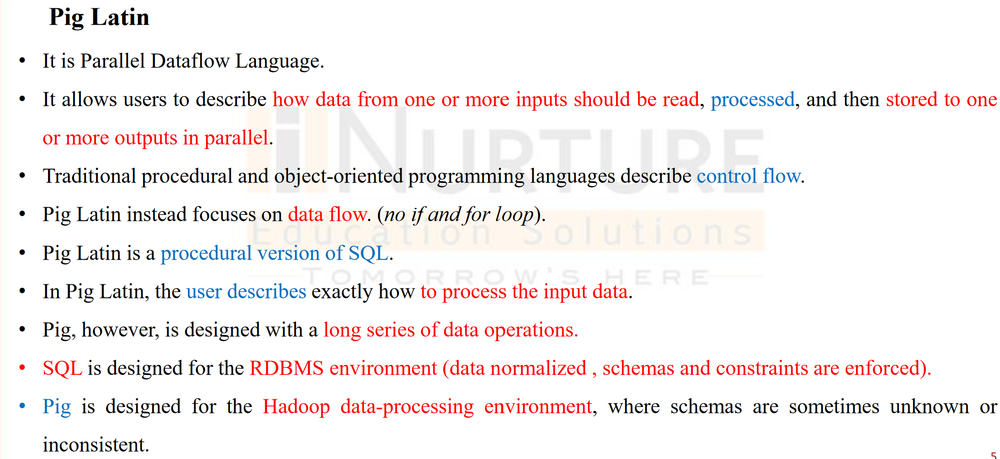 Pig Latin
• It is Parallel Dataflow Language.
• It allows users to describe how data from one or more inputs should be read, processed, and then stored to one
or more outputs in parallel.
• Traditional procedural and object-oriented programming languages describe control flow.
• Pig Latin instead focuses on data flow. (no if and for loop).
• Pig Latin is a procedural version of SQL.
• In Pig Latin, the user describes exactly how to process the input data.
• Pig, however, is designed with a long series of data operations.
• SQL is designed for the RDBMS environment (data normalized , schemas and constraints are enforced).
• Pig is designed for the Hadoop data-processing environment, where schemas are sometimes unknown or
inconsistent.
iNURTURE
Education Solutions
TOMORROW'S HERE
5